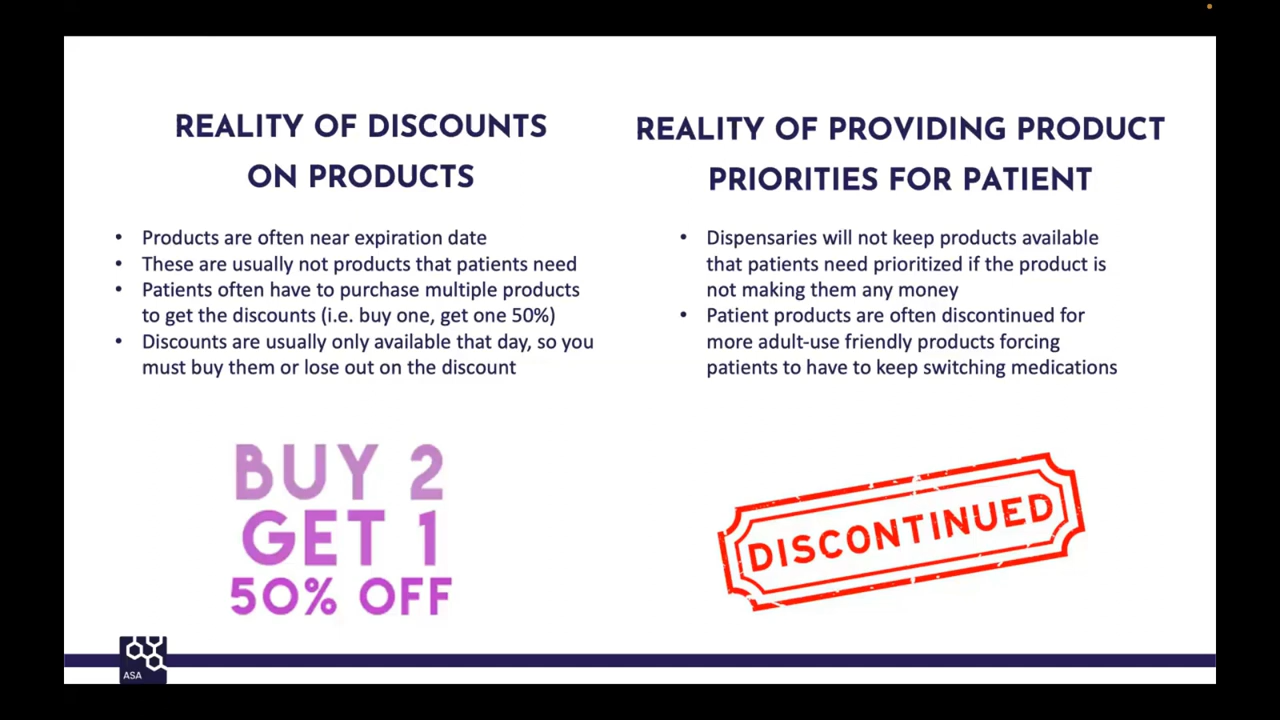 REALITY OF DISCOUNTS
ON PRODUCTS
• Products are often near expiration date
• These are usually not products that patients need
• Patients often have to purchase multiple products
to get the discounts (i.e. buy one, get one 50%)
• Discounts are usually only available that day, so you
must buy them or lose out on the discount
BUY 2
GET 1
50% OFF
REALITY OF PROVIDING PRODUCT
PRIORITIES FOR PATIENT
• Dispensaries will not keep products available
that patients need prioritized if the product is
not making them any money
• Patient products are often discontinued for
more adult-use friendly products forcing
patients to have to keep switching medications
DISCONTINUED
ASA